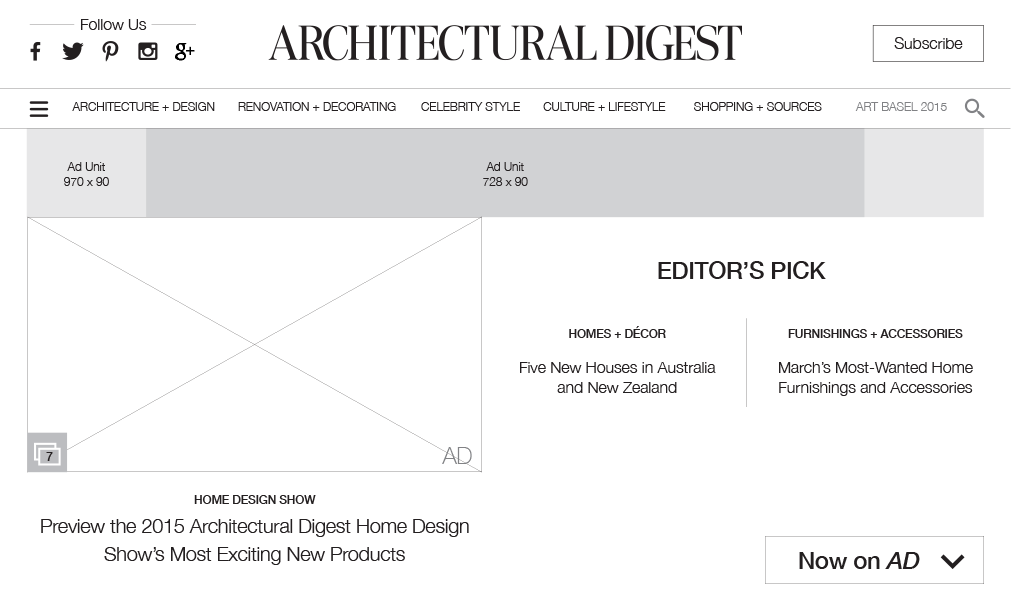 Follow Us
g+
ARCHITECTURAL DIGEST
Subscribe
ARCHITECTURE + DESIGN
RENOVATION + DECORATING
CELEBRITY STYLE
CULTURE + LIFESTYLE
SHOPPING + SOURCES
ART BASEL 2015
Ad Unit
970 x 90
Ad Unit
728 x 90
7
AD
HOME DESIGN SHOW
Preview the 2015 Architectural Digest Home Design
Show’s Most Exciting New Products
EDITOR’S PICK
HOMES + DÉCOR
Five New Houses in Australia
and New Zealand
FURNISHINGS + ACCESSORIES
March’s Most-Wanted Home
Furnishings and Accessories
Now on AD